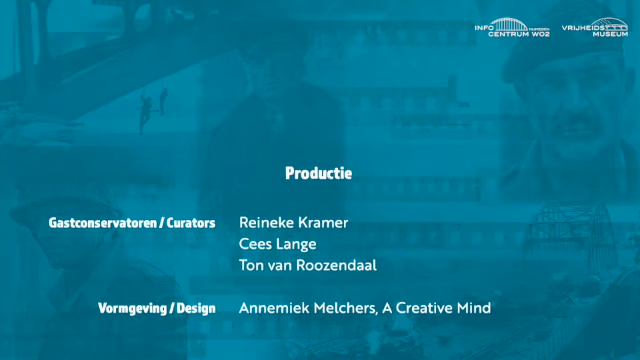 INFO
NIJMEGEN
CENTRUM WO2
VRIJHEIDS
MUSEUM
Productie
Gastconservatoren / Curators Reineke Kramer
Cees Lange
Ton van Roozendaal
Vormgeving / Design Annemiek Melchers, A Creative Mind